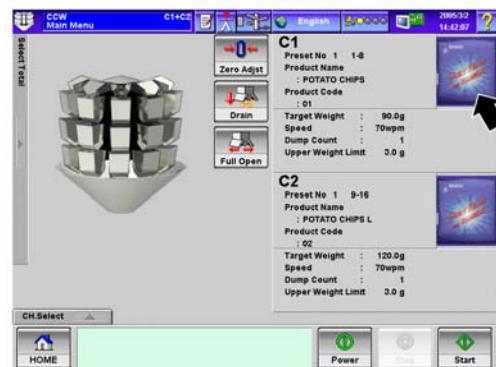 CCW
Main Menu
C1+C2
English
2005/3/2
14:42:07
Select Total
Zero Adjst
Drain
Full Open
C1
Preset No 1 1-8
Product Name
: POTATO CHIPS
Product Code
: 01
Target Weight : 90.0g
Speed : 70wpm
Dump Count : 1
Upper Weight Limit 3.0 g
C2
Preset No 1 9-16
Product Name
: POTATO CHIPS L
Product Code
: 02
Target Weight : 120.0g
Speed : 70wpm
Dump Count : 1
Upper Weight Limit 3.0 g
CH.Select
HOME
Power
Start